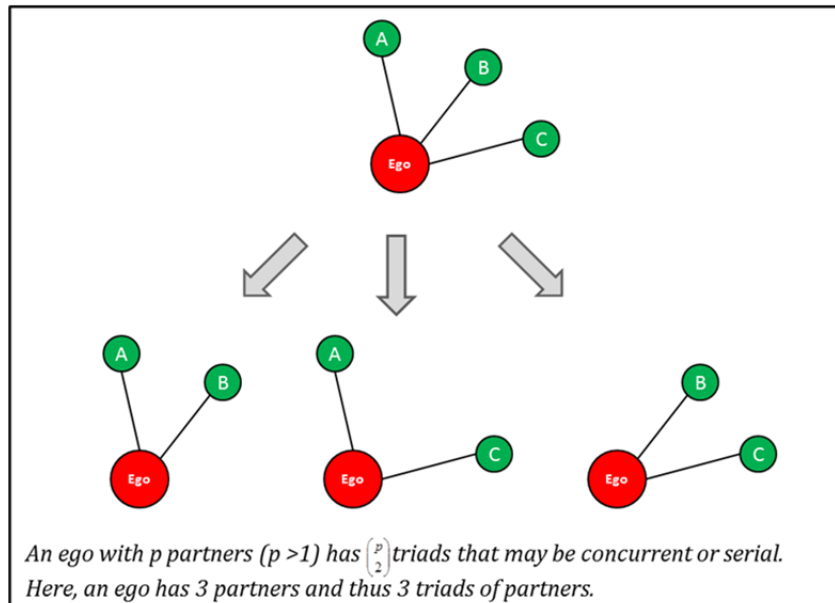 A
B
C
Ego
A
B
Ego
A
C
Ego
B
C
Ego
An ego with p partners (p >1) has (p 2) triads that may be concurrent or serial.
Here, an ego has 3 partners and thus 3 triads of partners.